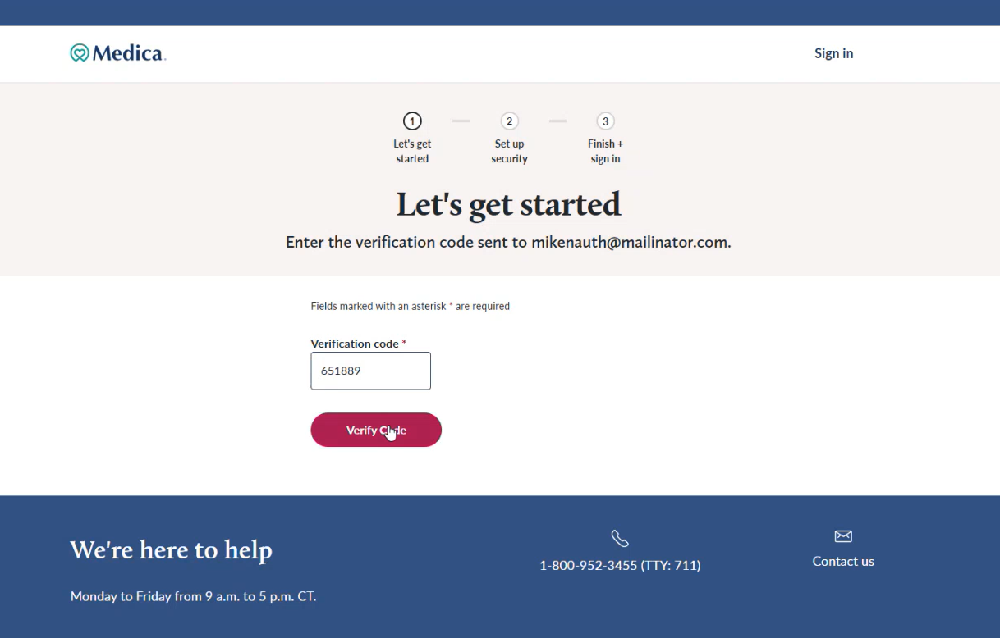 Medica.
Sign in
1
2
3
Let's get
started
Set up
security
Finish +
sign in
Let's get started
Enter the verification code sent to mikenauth@mailinator.com.
Fields marked with an asterisk * are required
Verification code *
651889
Verify Code
We're here to help
1-800-952-3455 (TTY: 711)
Contact us
Monday to Friday from 9 a.m. to 5 p.m. CT.